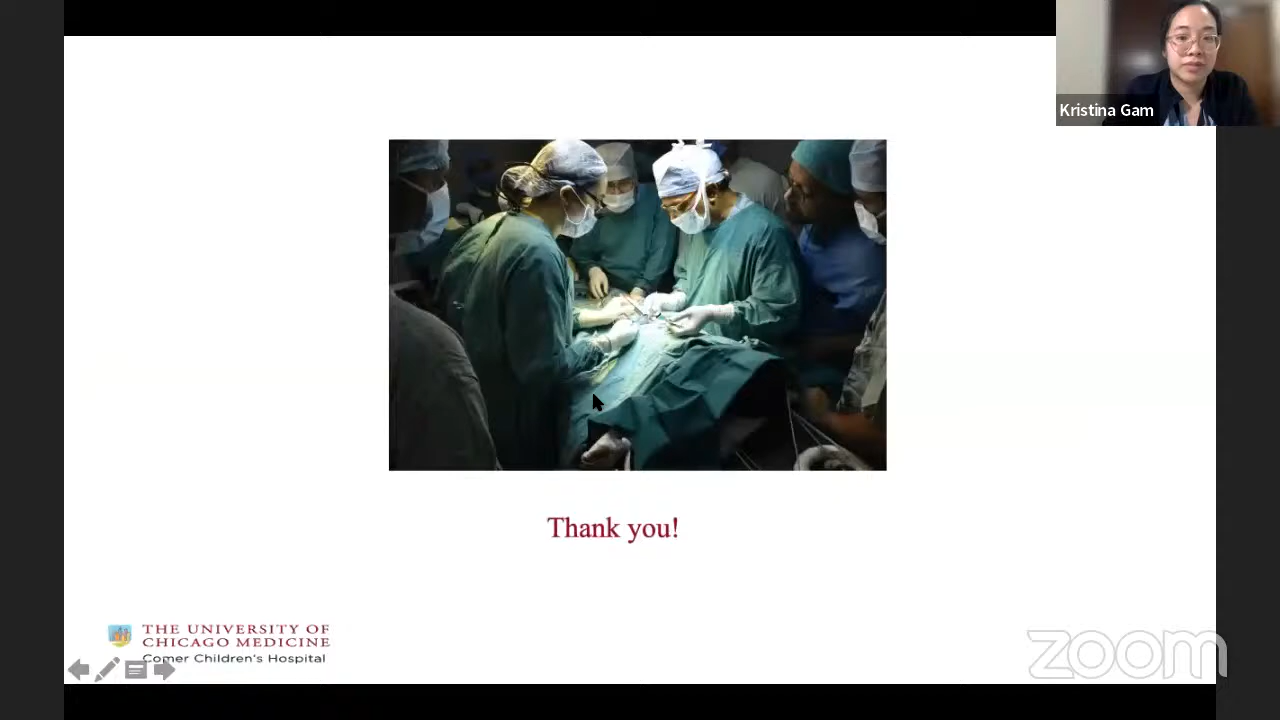 Kristina Gam
Thank you!
THE UNIVERSITY OF
CHICAGO MEDICINE
Comer Children's Hospital
zoom